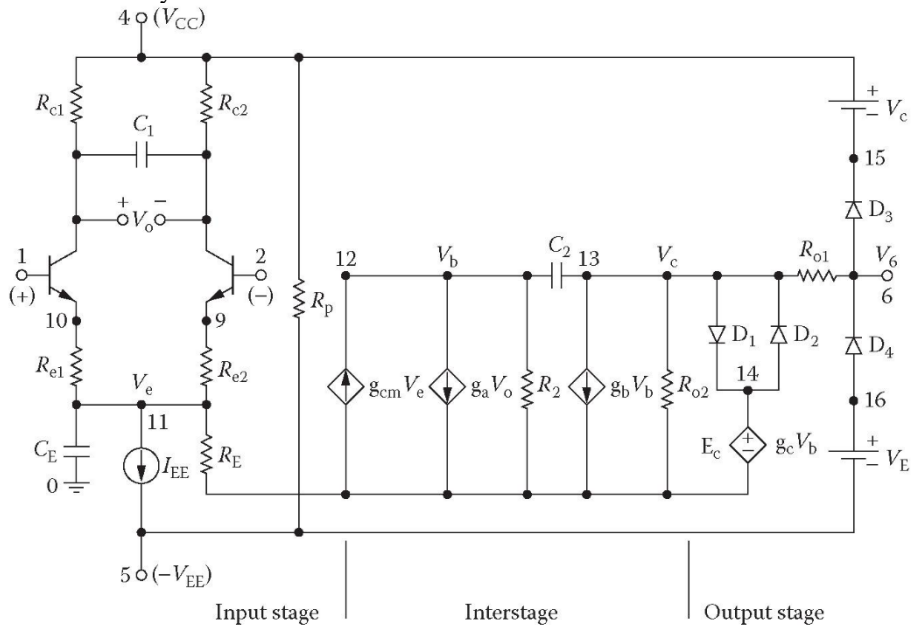 4 (V_CC)
R_c1
R_c2
C_1
+ V_o −
1
(+)
2
(−)
10
9
R_e1
R_e2
V_e
11
C_E
0
I_EE
R_E
5 (−V_EE)
R_p
12
V_b
C_2
13
V_c
g_cm V_e
g_a V_o
R_2
g_b V_b
R_o2
D_1
D_2
14
E_c
+
−
g_c V_b
R_o1
V_6
6
+
−
V_c
15
D_3
D_4
16
+
−
V_E
Input stage
Interstage
Output stage